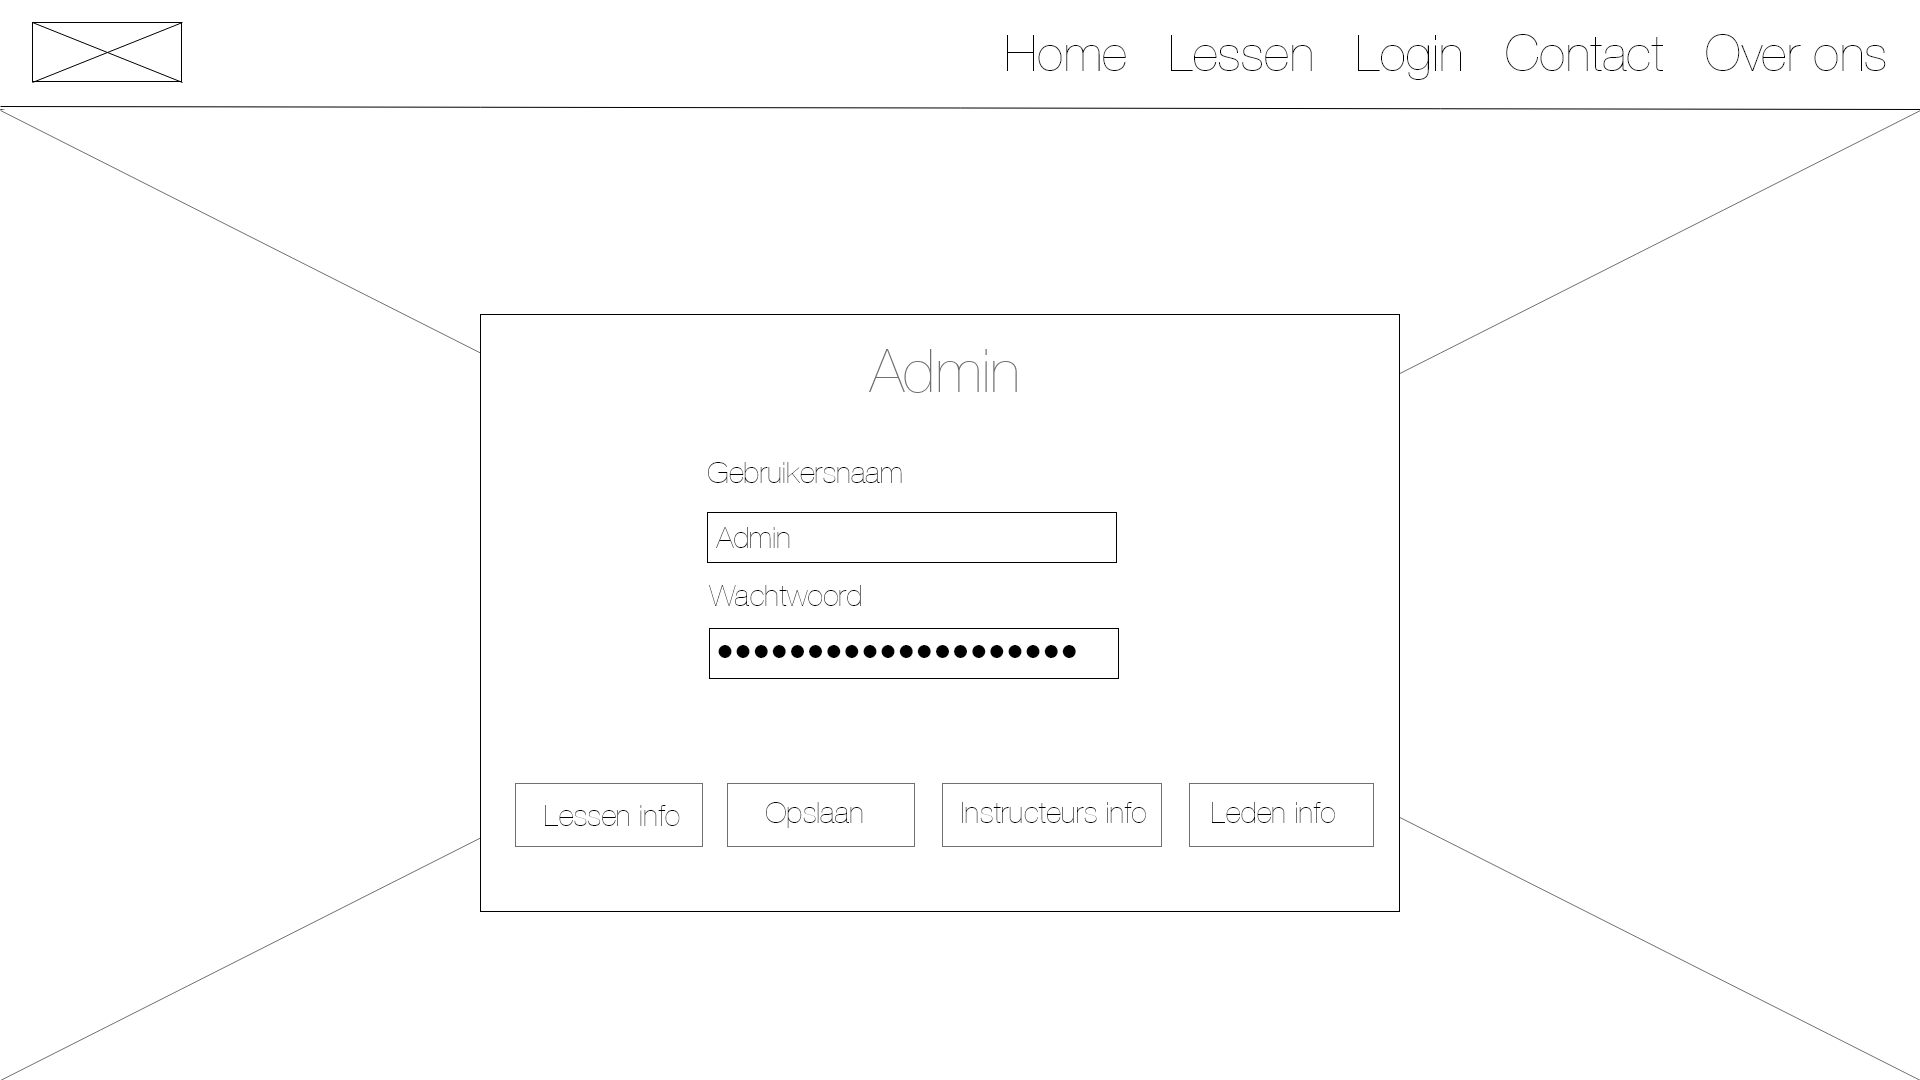 Home Lessen Login Contact Over ons
Admin
Gebruikersnaam
Admin
Wachtwoord
●●●●●●●●●●●●●●●●●●●●
Lessen info Opslaan Instructeurs info Leden info